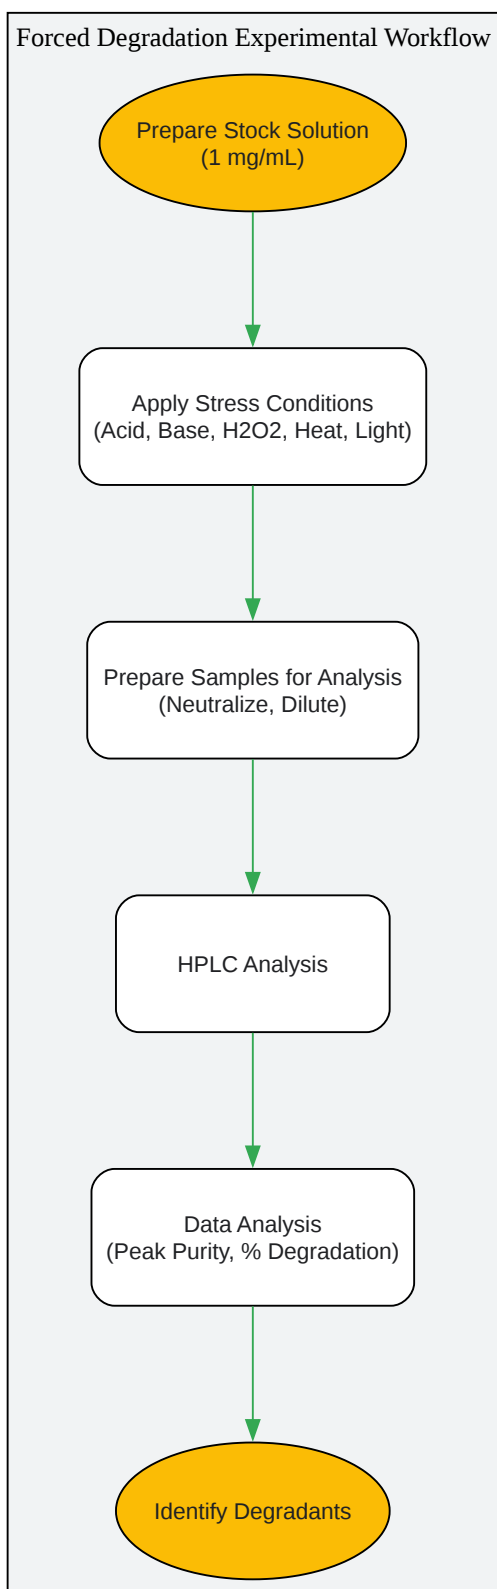 Forced Degradation Experimental Workflow
Prepare Stock Solution
(1 mg/mL)
Apply Stress Conditions
(Acid, Base, H2O2, Heat, Light)
Prepare Samples for Analysis
(Neutralize, Dilute)
HPLC Analysis
Data Analysis
(Peak Purity, % Degradation)
Identify Degradants